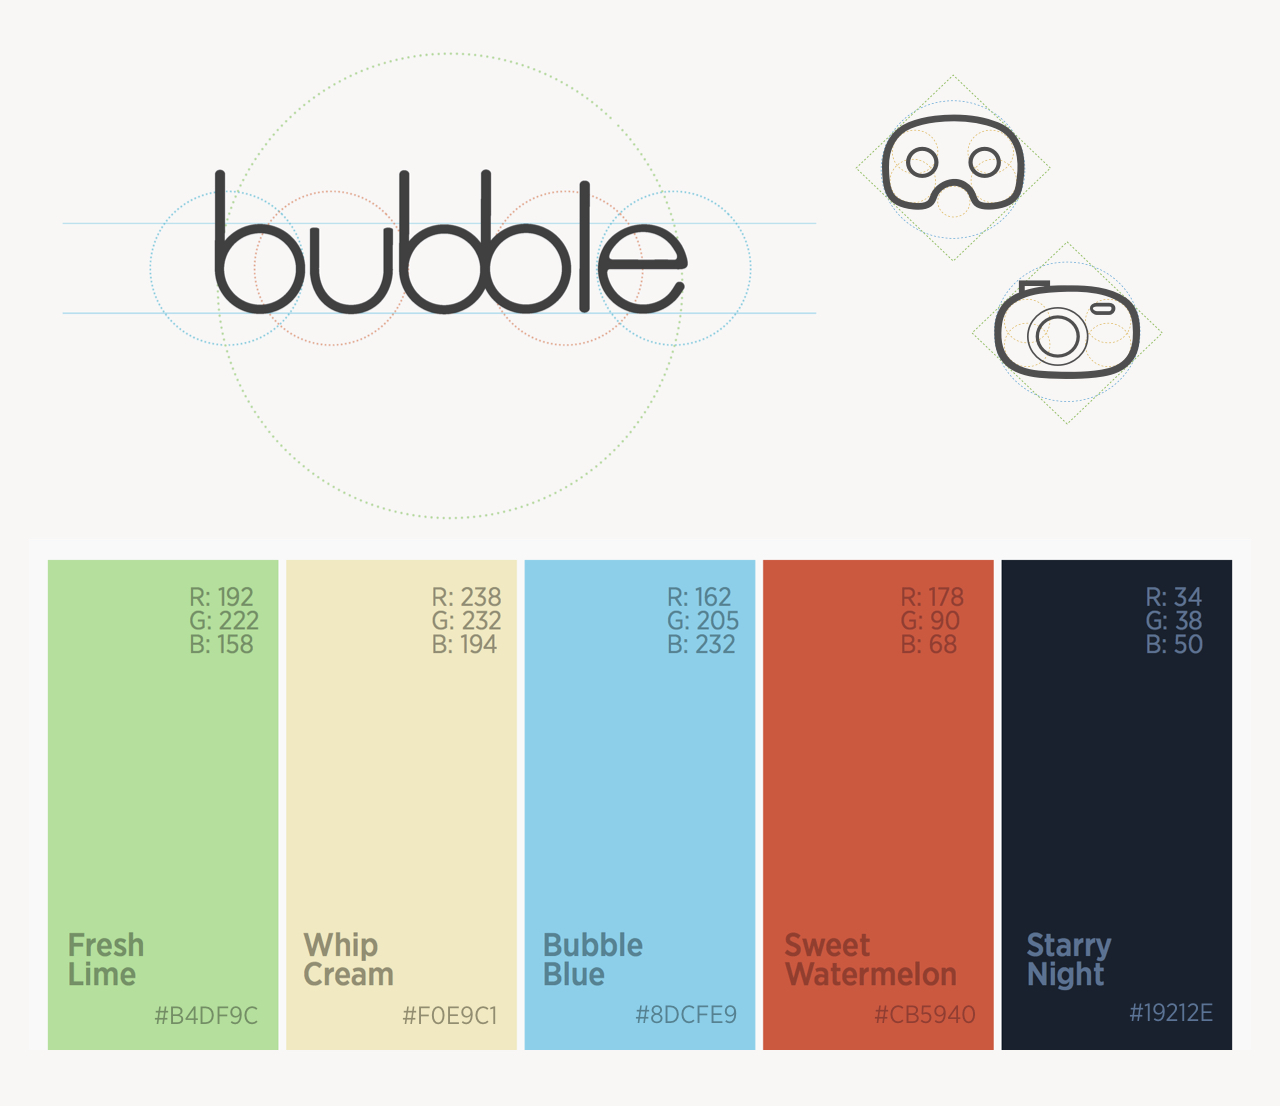 bubble
R: 192
G: 222
B: 158
Fresh
Lime
#B4DF9C
R: 238
G: 232
B: 194
Whip
Cream
#F0E9C1
R: 162
G: 205
B: 232
Bubble
Blue
#8DCFE9
R: 178
G: 90
B: 68
Sweet
Watermelon
#CB5940
R: 34
G: 38
B: 50
Starry
Night
#19212E